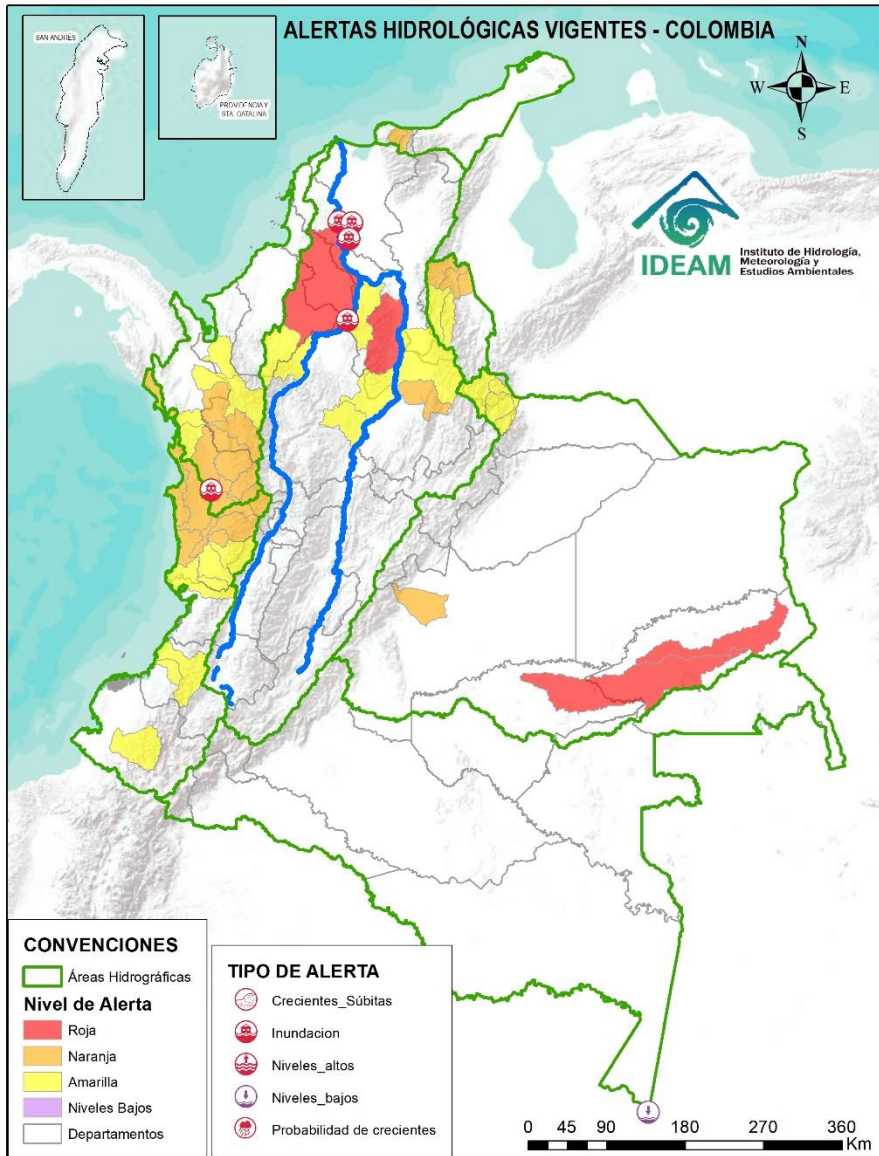 SAN ANDRÉS
PROVIDENCIA Y
STA. CATALINA
ALERTAS HIDROLÓGICAS VIGENTES - COLOMBIA
N
W
E
S
IDEAM
Instituto de Hidrología,
Meteorología y
Estudios Ambientales
CONVENCIONES
Áreas Hidrográficas
Nivel de Alerta
Roja
Naranja
Amarilla
Niveles Bajos
Departamentos
TIPO DE ALERTA
Crecientes_Súbitas
Inundacion
Niveles_altos
Niveles_bajos
Probabilidad de crecientes
0 45 90 180 270 360
Km